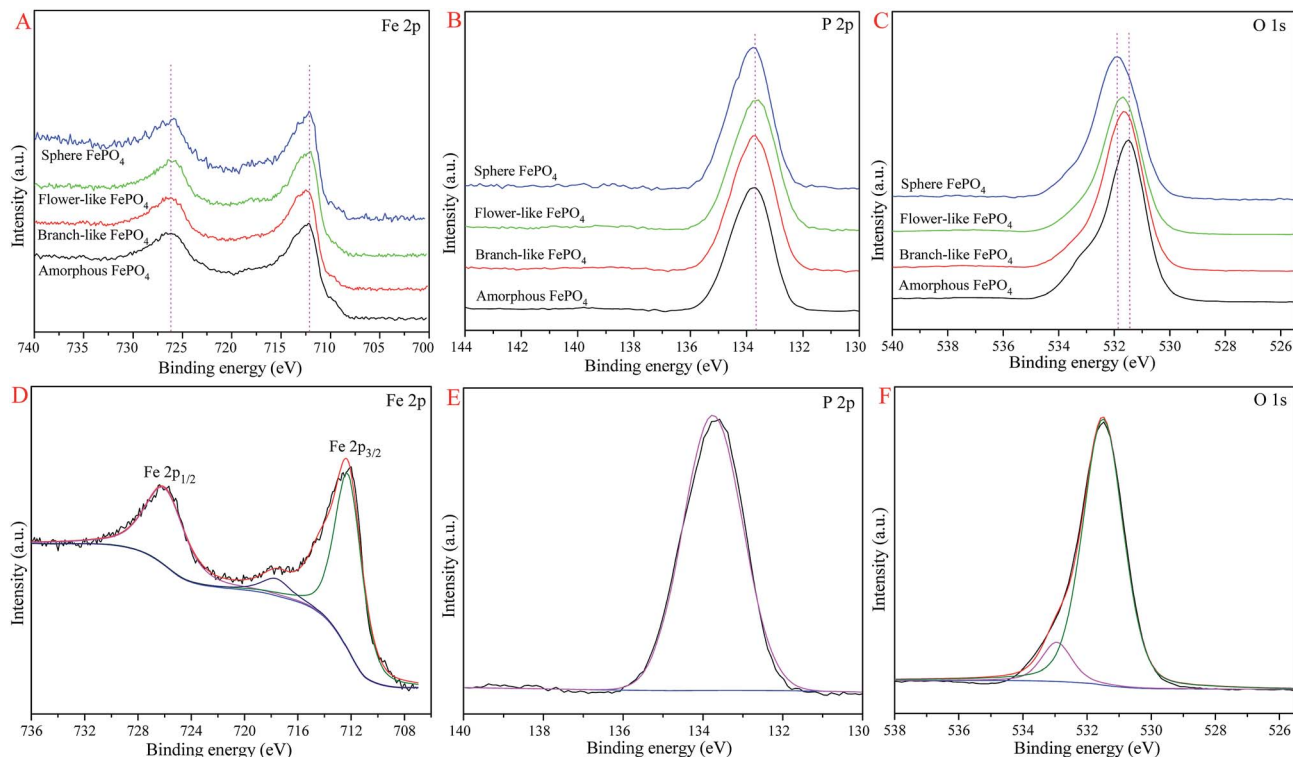 A
Fe 2p
Intensity (a.u.)
Sphere FePO4
Flower-like FePO4
Branch-like FePO4
Amorphous FePO4
740 735 730 725 720 715 710 705 700
Binding energy (eV)
B
P 2p
Intensity (a.u.)
Sphere FePO4
Flower-like FePO4
Branch-like FePO4
Amorphous FePO4
144 142 140 138 136 134 132 130
Binding energy (eV)
C
O 1s
Intensity (a.u.)
Sphere FePO4
Flower-like FePO4
Branch-like FePO4
Amorphous FePO4
540 538 536 534 532 530 528 526
Binding energy (eV)
D
Fe 2p
Fe 2p3/2
Fe 2p1/2
Intensity (a.u.)
736 732 728 724 720 716 712 708
Binding energy (eV)
E
P 2p
Intensity (a.u.)
140 138 136 134 132 130
Binding energy (eV)
F
O 1s
Intensity (a.u.)
538 536 534 532 530 528 526
Binding energy (eV)